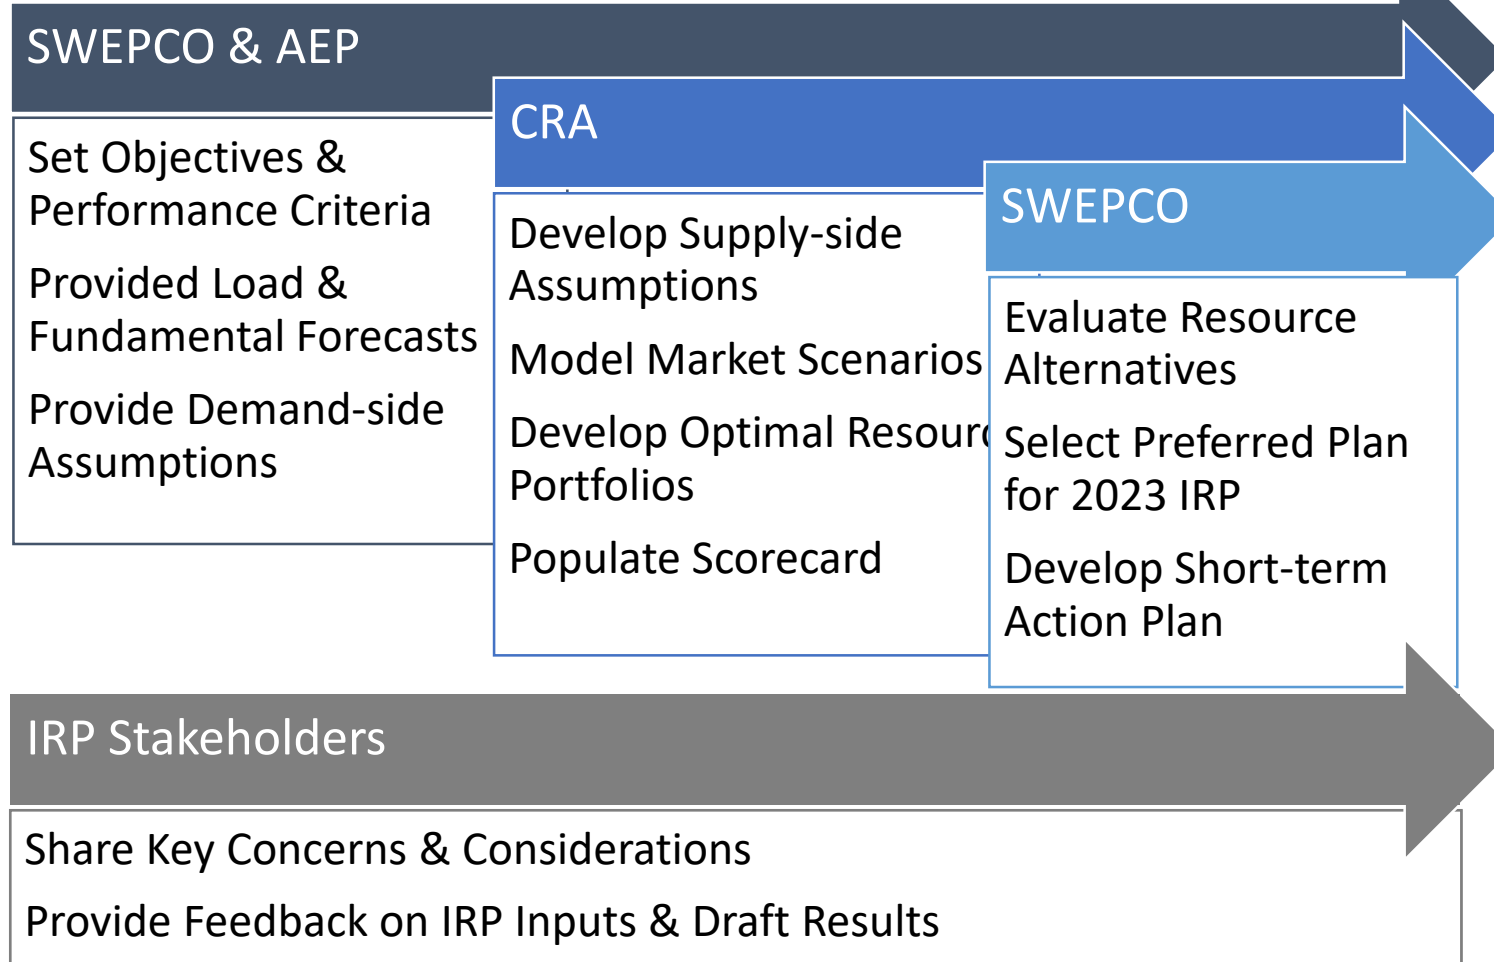 SWEPCO & AEP
Set Objectives &
Performance Criteria
Provided Load &
Fundamental Forecasts
Provide Demand-side
Assumptions
CRA
Develop Supply-side
Assumptions
Model Market Scenarios
Develop Optimal Resourc
Portfolios
Populate Scorecard
SWEPCO
Evaluate Resource
Alternatives
Select Preferred Plan
for 2023 IRP
Develop Short-term
Action Plan
IRP Stakeholders
Share Key Concerns & Considerations
Provide Feedback on IRP Inputs & Draft Results